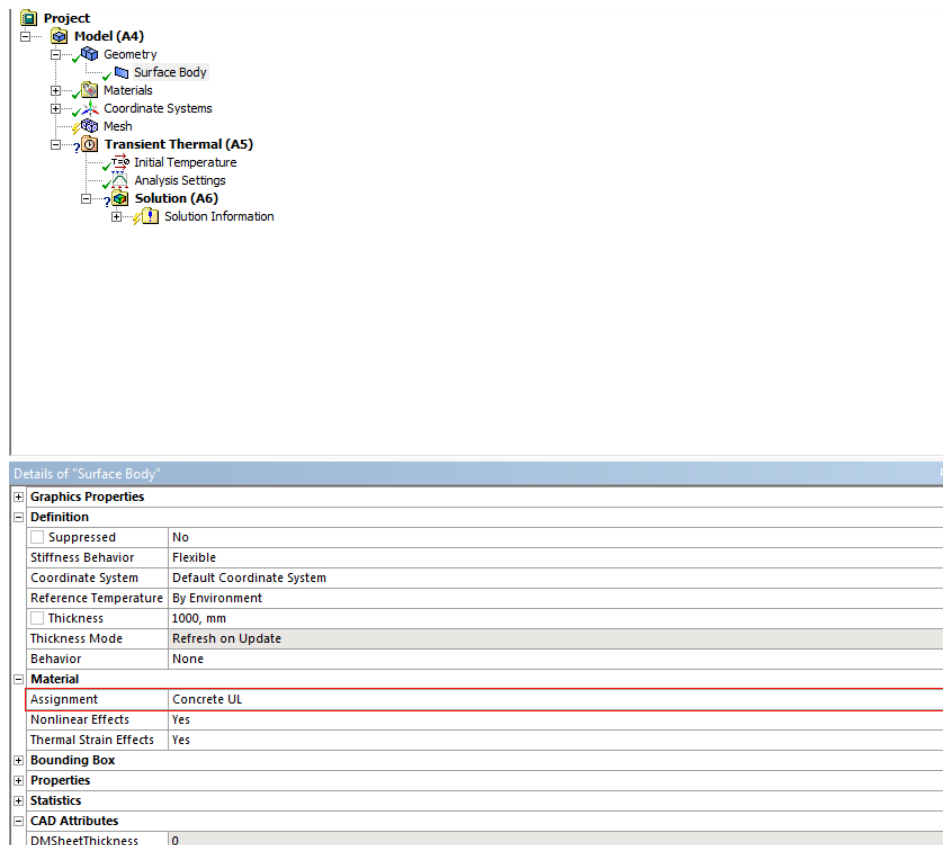 Project
Model (A4)
Geometry
Surface Body
Materials
Coordinate Systems
Mesh
Transient Thermal (A5)
Initial Temperature
Analysis Settings
Solution (A6)
Solution Information
Details of "Surface Body"
Graphics Properties
Definition
Suppressed No
Stiffness Behavior Flexible
Coordinate System Default Coordinate System
Reference Temperature By Environment
Thickness 1000, mm
Thickness Mode Refresh on Update
Behavior None
Material
Assignment Concrete UL
Nonlinear Effects Yes
Thermal Strain Effects Yes
Bounding Box
Properties
Statistics
CAD Attributes
DMSheetThickness 0